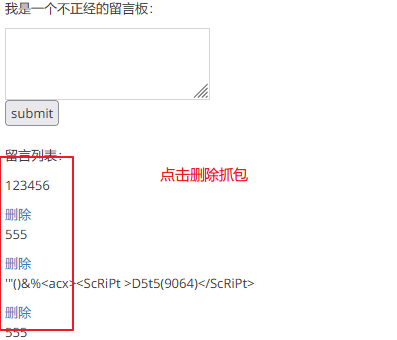 我是一个不正经的留言板：
submit
留言列表：
点击删除抓包
123456
删除
555
删除
'"()&%<acx><ScRiPt >D5t5(9064)</ScRiPt>
删除
555